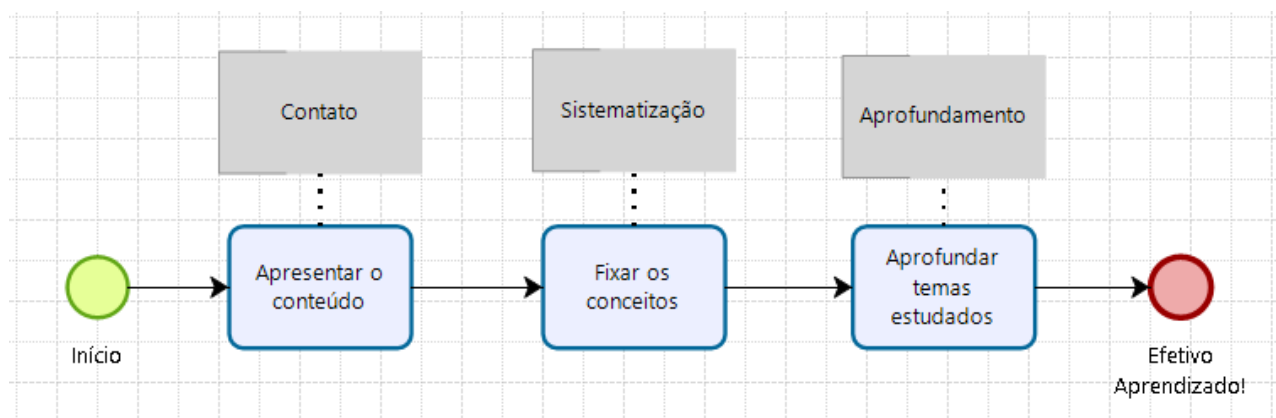 Contato
Sistematização
Aprofundamento
Apresentar o
conteúdo
Fixar os
conceitos
Aprofundar
temas
estudados
Início
Efetivo
Aprendizado!